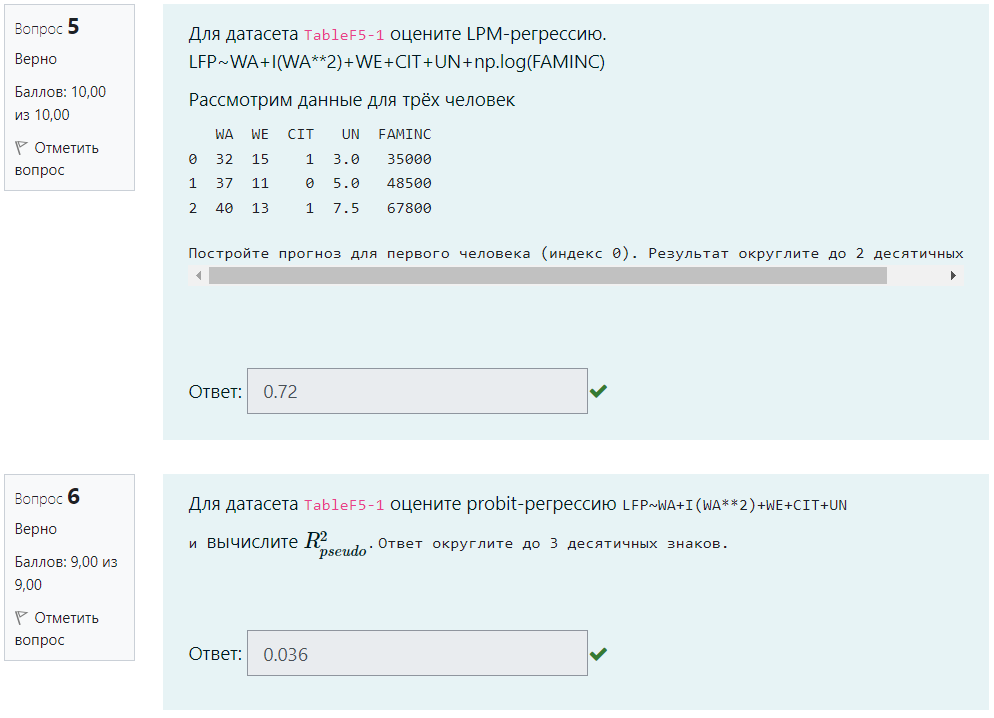 Вопрос 5
Верно
Баллов: 10,00
из 10,00
Отметить
вопрос
Для датасета TableF5-1 оцените LPM-регрессию.
LFP~WA+I(WA**2)+WE+CIT+UN+np.log(FAMINC)
Рассмотрим данные для трёх человек
WA WE CIT UN FAMINC
0 32 15 1 3.0 35000
1 37 11 0 5.0 48500
2 40 13 1 7.5 67800
Постройте прогноз для первого человека (индекс 0). Результат округлите до 2 десятичных
Ответ: 0.72
Вопрос 6
Верно
Баллов: 9,00 из
9,00
Отметить
вопрос
Для датасета TableF5-1 оцените probit-регрессию LFP~WA+I(WA**2)+WE+CIT+UN
и вычислите R²pseudo. Ответ округлите до 3 десятичных знаков.
Ответ: 0.036